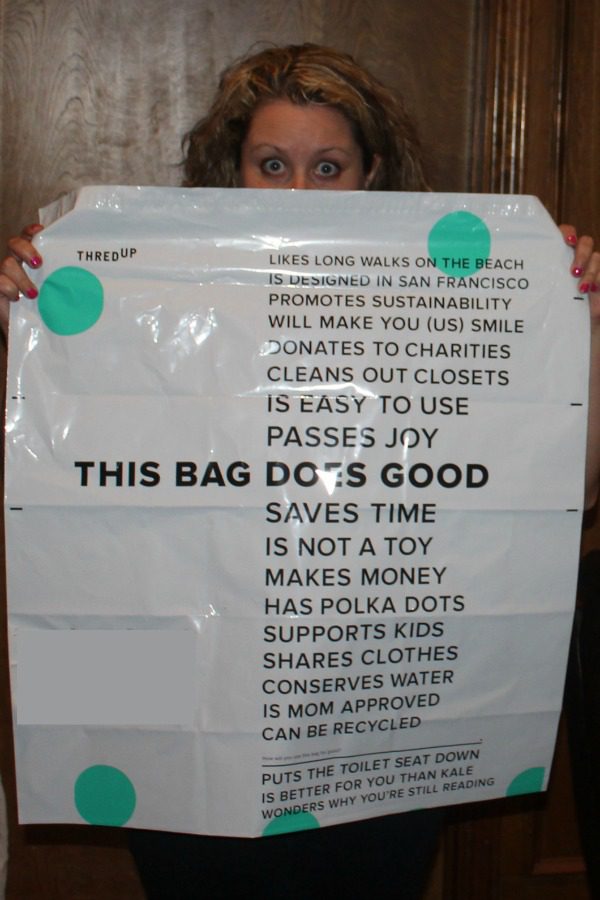 THREDUP
LIKES LONG WALKS ON THE BEACH
IS DESIGNED IN SAN FRANCISCO
PROMOTES SUSTAINABILITY
WILL MAKE YOU (US) SMILE
DONATES TO CHARITIES
CLEANS OUT CLOSETS
IS EASY TO USE
PASSES JOY
THIS BAG DOES GOOD
SAVES TIME
IS NOT A TOY
MAKES MONEY
HAS POLKA DOTS
SUPPORTS KIDS
SHARES CLOTHES
CONSERVES WATER
IS MOM APPROVED
CAN BE RECYCLED
PUTS THE TOILET SEAT DOWN
IS BETTER FOR YOU THAN KALE
WONDERS WHY YOU'RE STILL READING